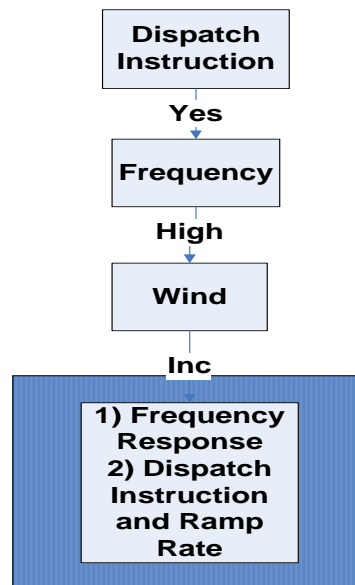 Dispatch
Instruction
Yes
Frequency
High
Wind
Inc
1) Frequency
Response
2) Dispatch
Instruction
and Ramp
Rate